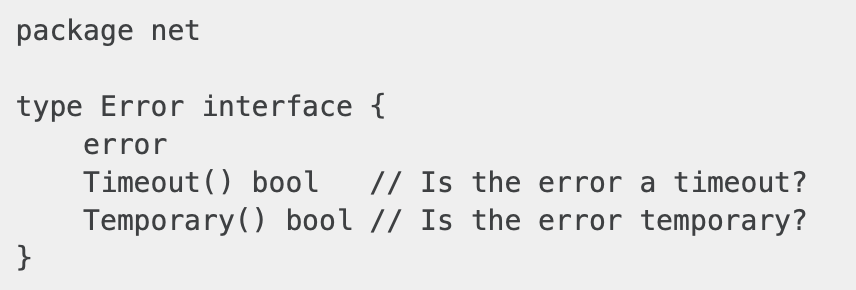 package net

type Error interface {
    error
    Timeout() bool   // Is the error a timeout?
    Temporary() bool // Is the error temporary?
}